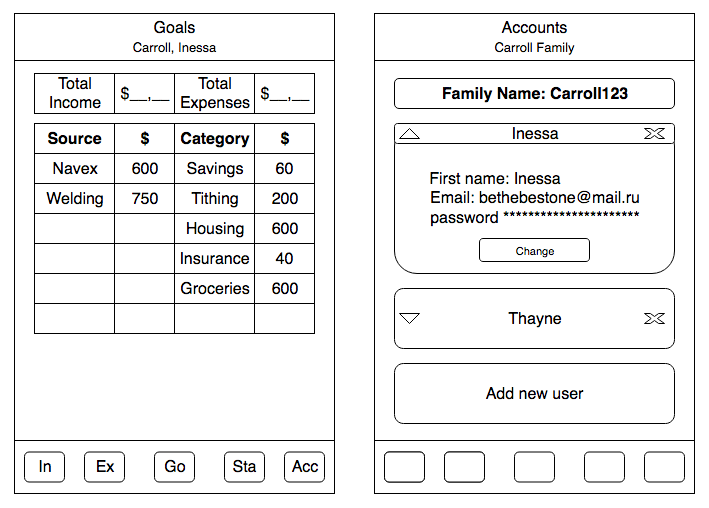 Goals
Carroll, Inessa
Total Income $__,__ Total Expenses $__,__
Source $ Category $
Navex 600 Savings 60
Welding 750 Tithing 200
Housing 600
Insurance 40
Groceries 600
In Ex Go Sta Acc
Accounts
Carroll Family
Family Name: Carroll123
Inessa
First name: Inessa
Email: bethebestone@mail.ru
password **********************
Change
Thayne
Add new user